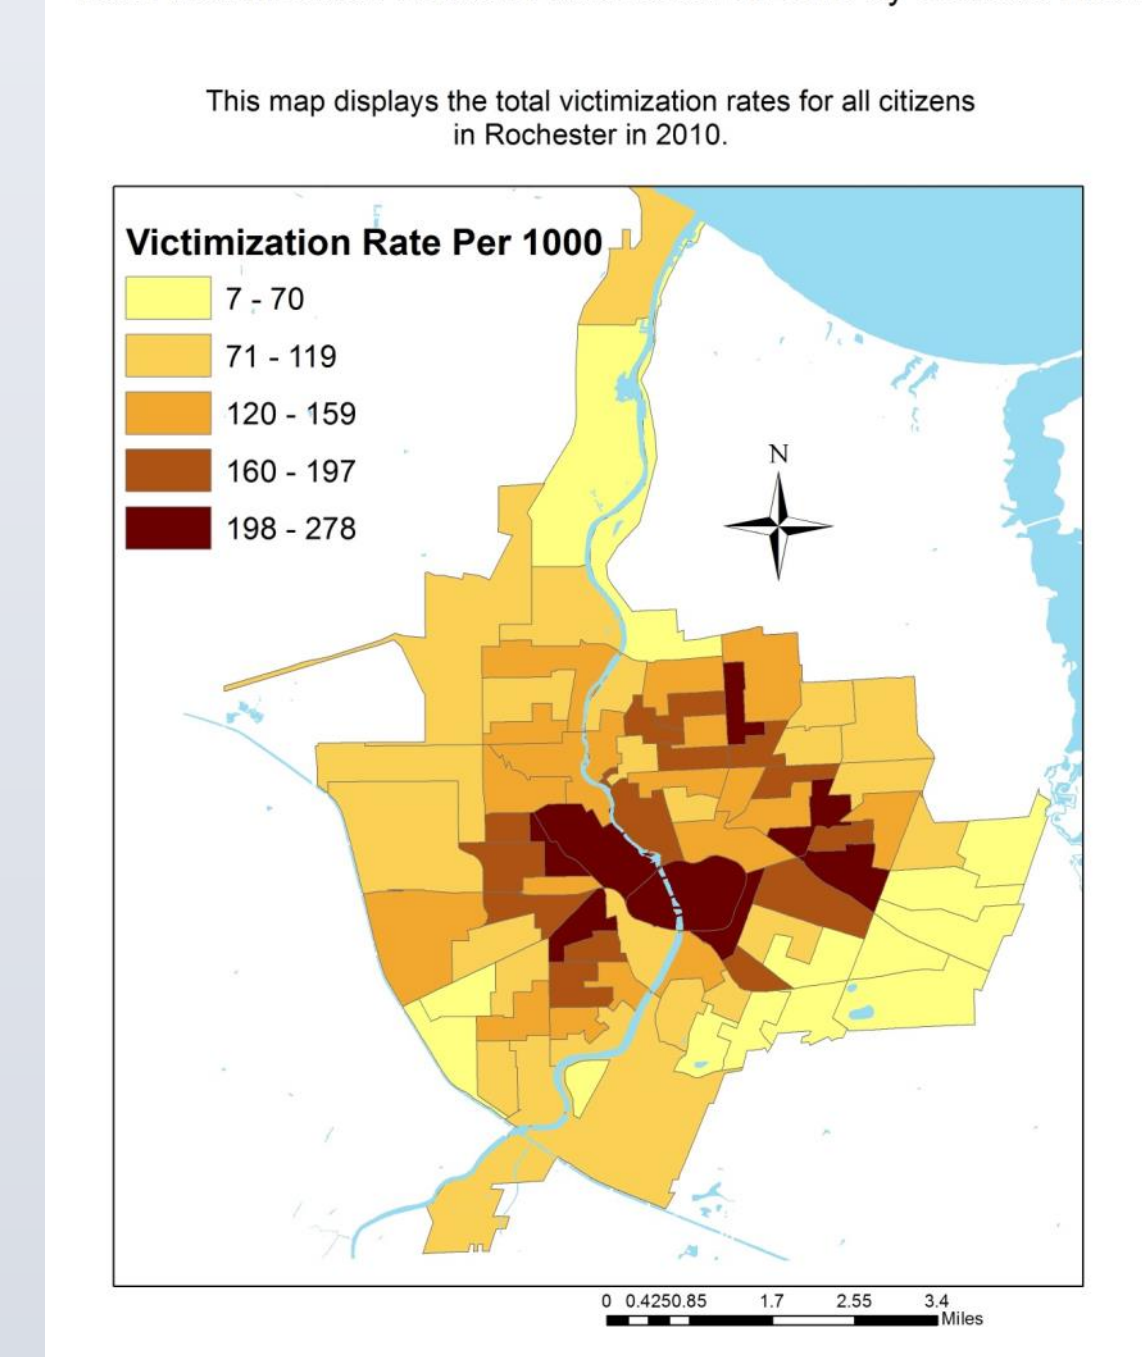 This map displays the total victimization rates for all citizens
in Rochester in 2010.
Victimization Rate Per 1000
7 - 70
71 - 119
120 - 159
160 - 197
198 - 278
N
0 0.4250.85 1.7 2.55 3.4
Miles